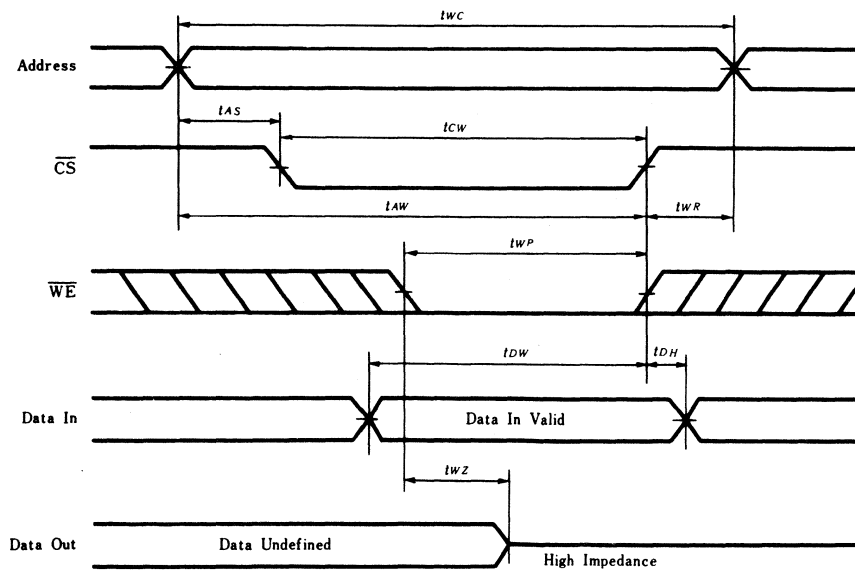 tWC
Address
tAS
tCW
CS
tAW
tWR
tWP
WE
tDW
tDH
Data In
Data In Valid
tWZ
Data Out
Data Undefined
High Impedance